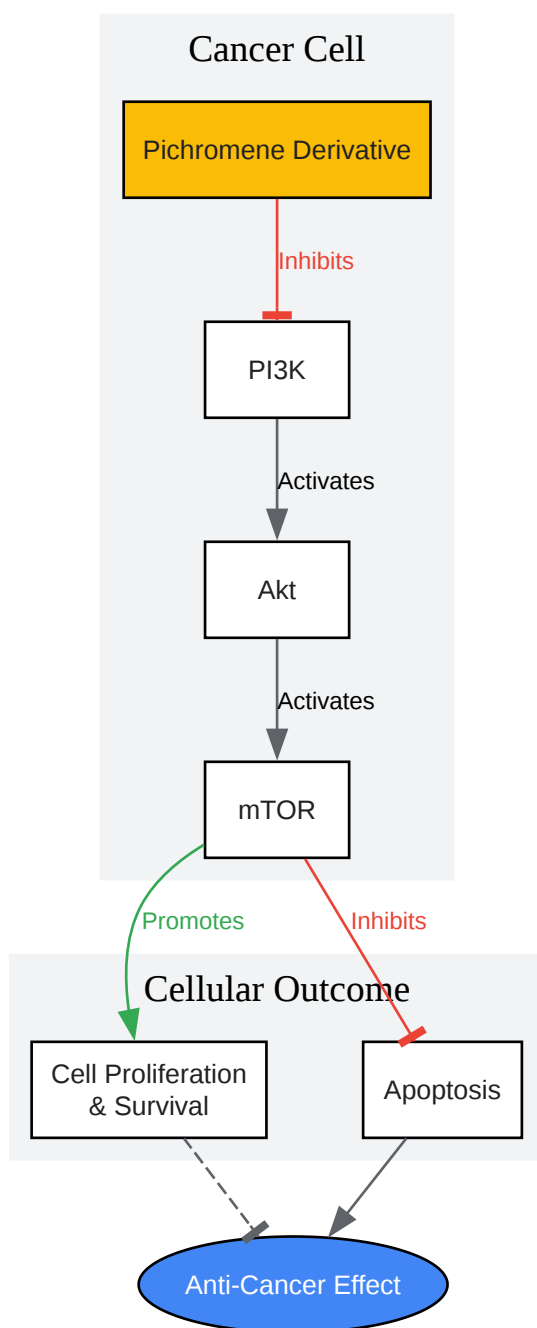 Cancer Cell
Pichromene Derivative
Inhibits
PI3K
Activates
Akt
Activates
mTOR
Promotes
Inhibits
Cellular Outcome
Cell Proliferation
& Survival
Apoptosis
Anti-Cancer Effect